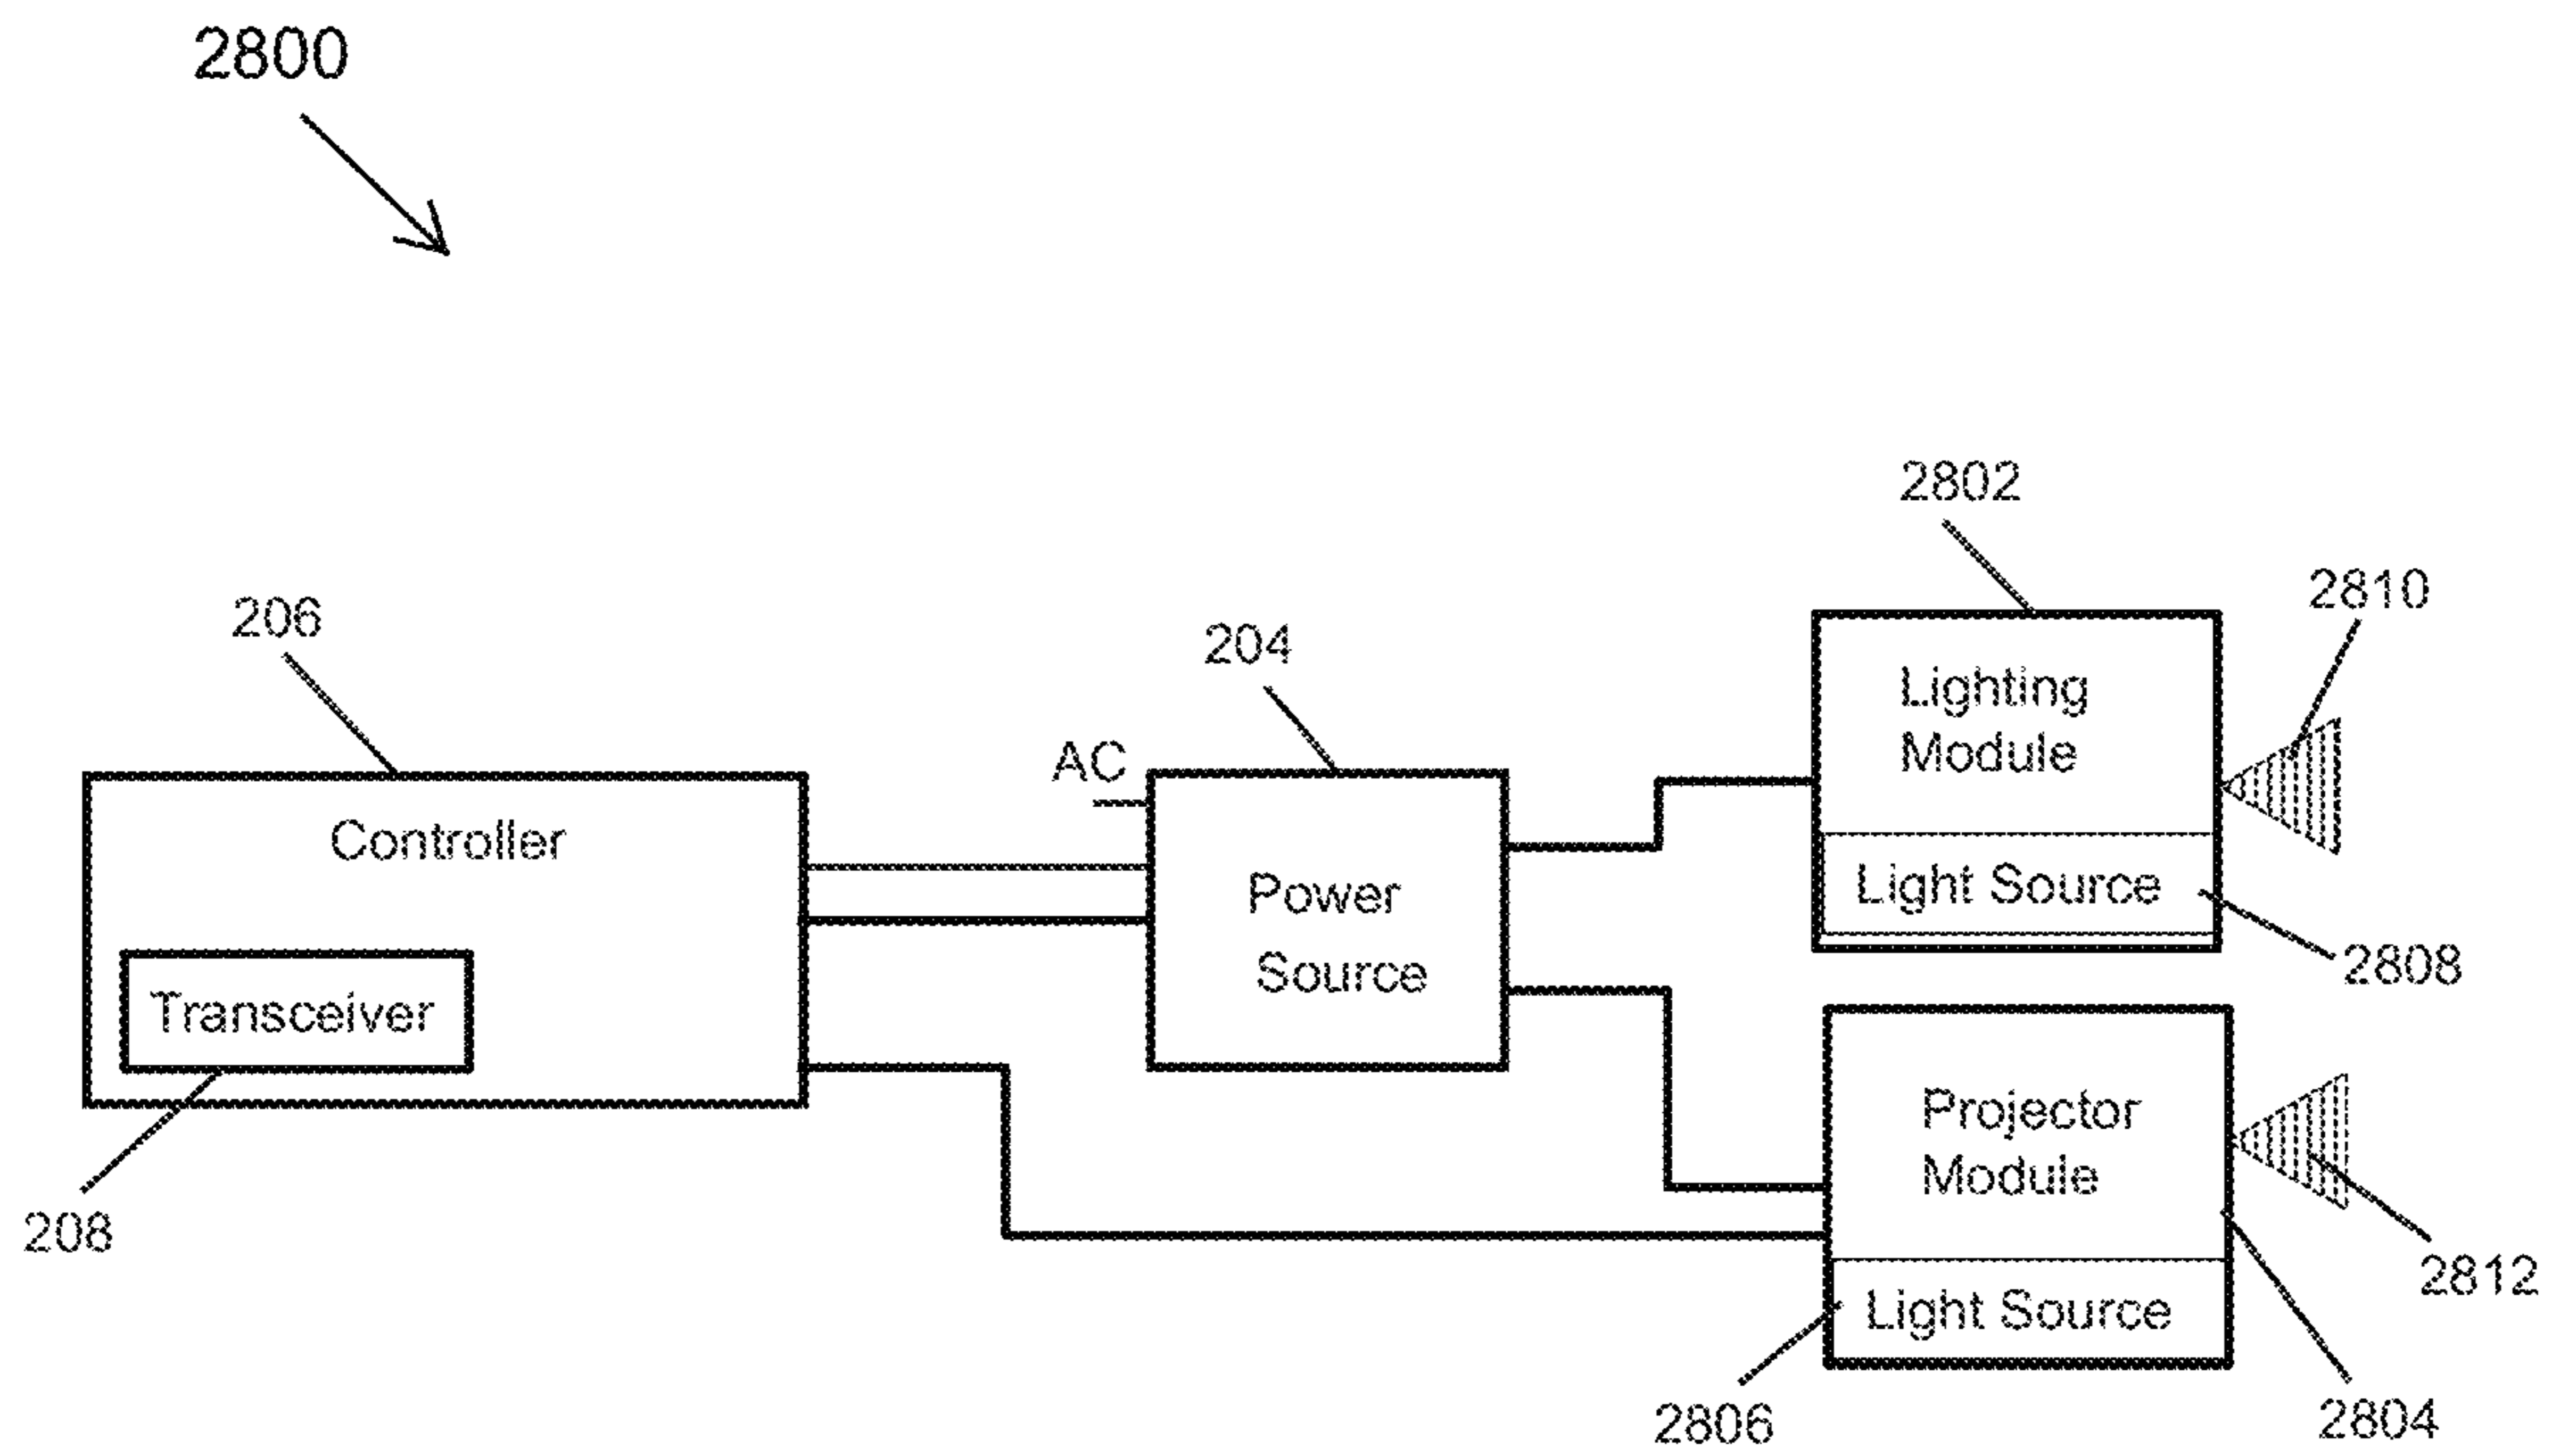 2800
2802
2810
206
204
Lighting
Module
AC
Controller
Light Source
Power
Source
2808
Transceiver
Projector
Module
208
2812
Light Source
2806
2804